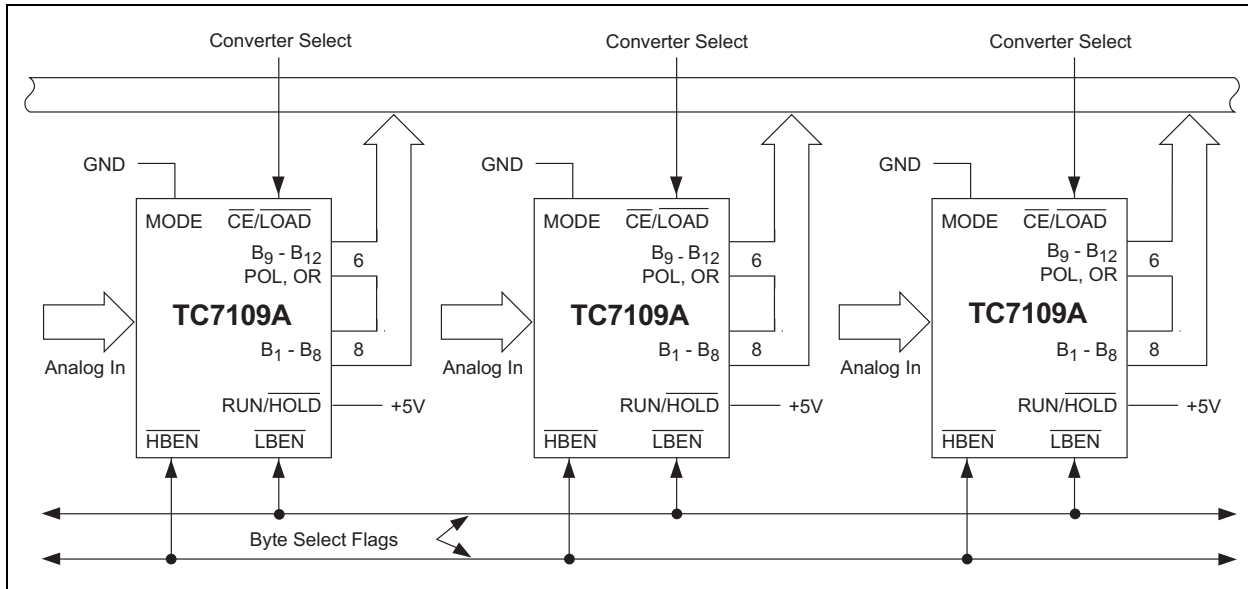 Converter Select
Converter Select
Converter Select
GND
GND
GND
MODE
CE/LOAD
B9 - B12
POL, OR
6
TC7109A
B1 - B8
8
Analog In
RUN/HOLD
+5V
HBEN
LBEN
MODE
CE/LOAD
B9 - B12
POL, OR
6
TC7109A
B1 - B8
8
Analog In
RUN/HOLD
+5V
HBEN
LBEN
MODE
CE/LOAD
B9 - B12
POL, OR
6
TC7109A
B1 - B8
8
Analog In
RUN/HOLD
+5V
HBEN
LBEN
Byte Select Flags